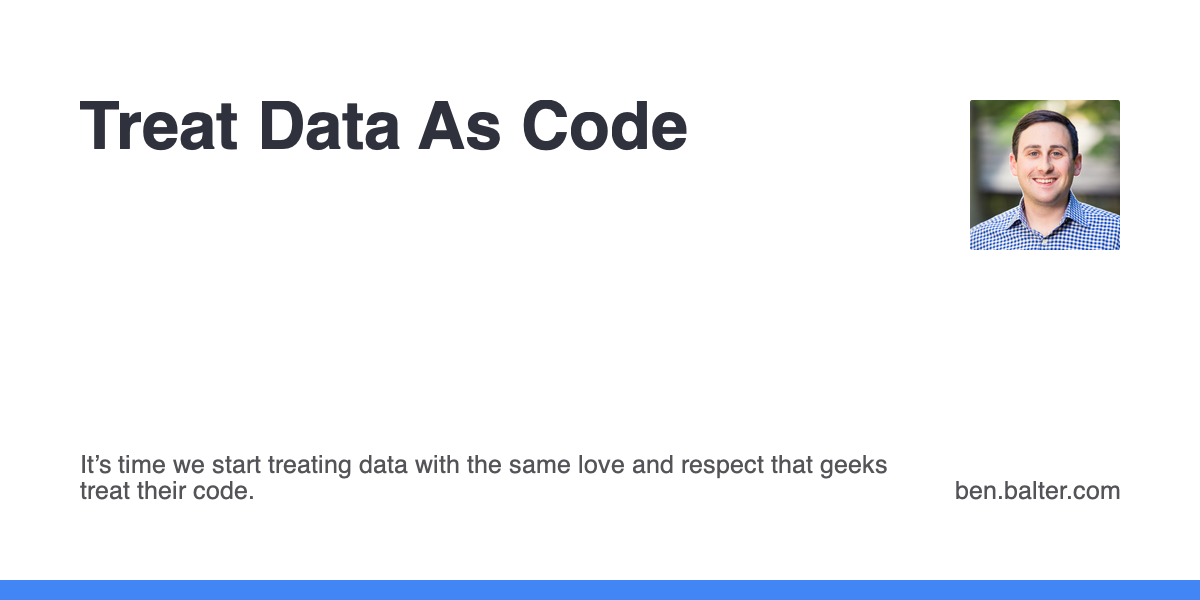 Treat Data As Code
It’s time we start treating data with the same love and respect that geeks
treat their code.
ben.balter.com